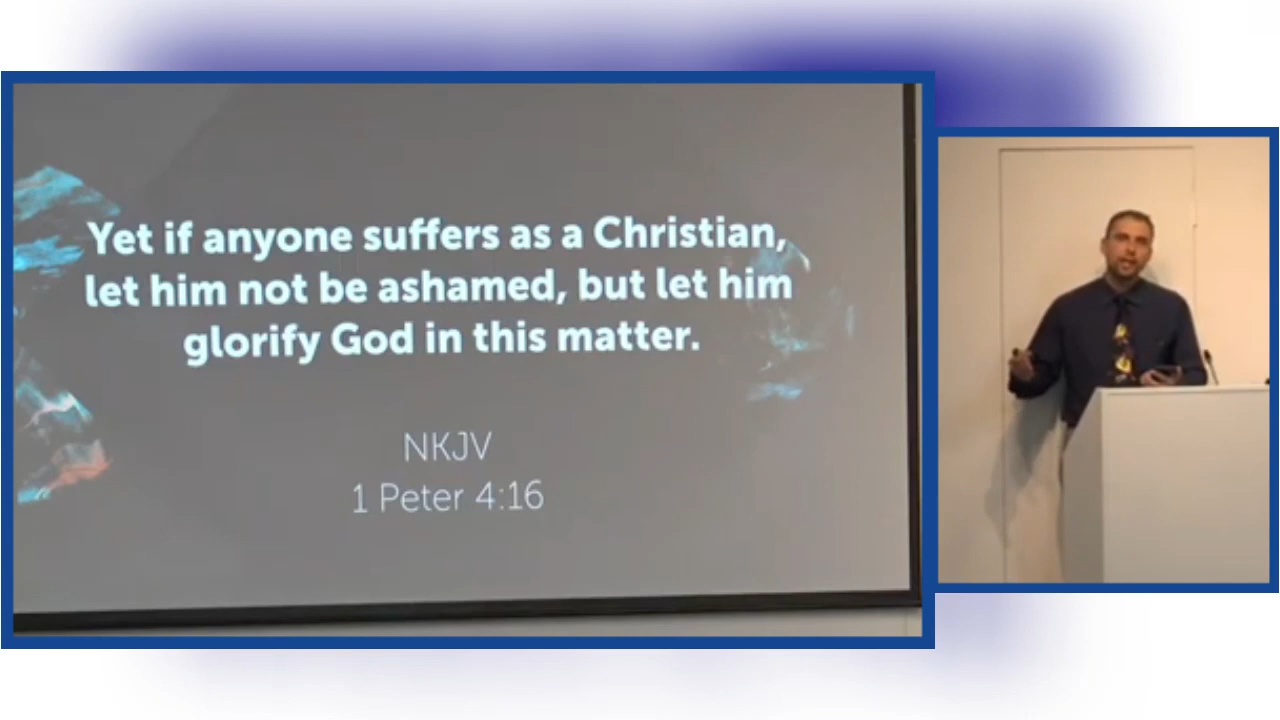 Yet if anyone suffers as a Christian,
let him not be ashamed, but let him
glorify God in this matter.
NKJV
1 Peter 4:16